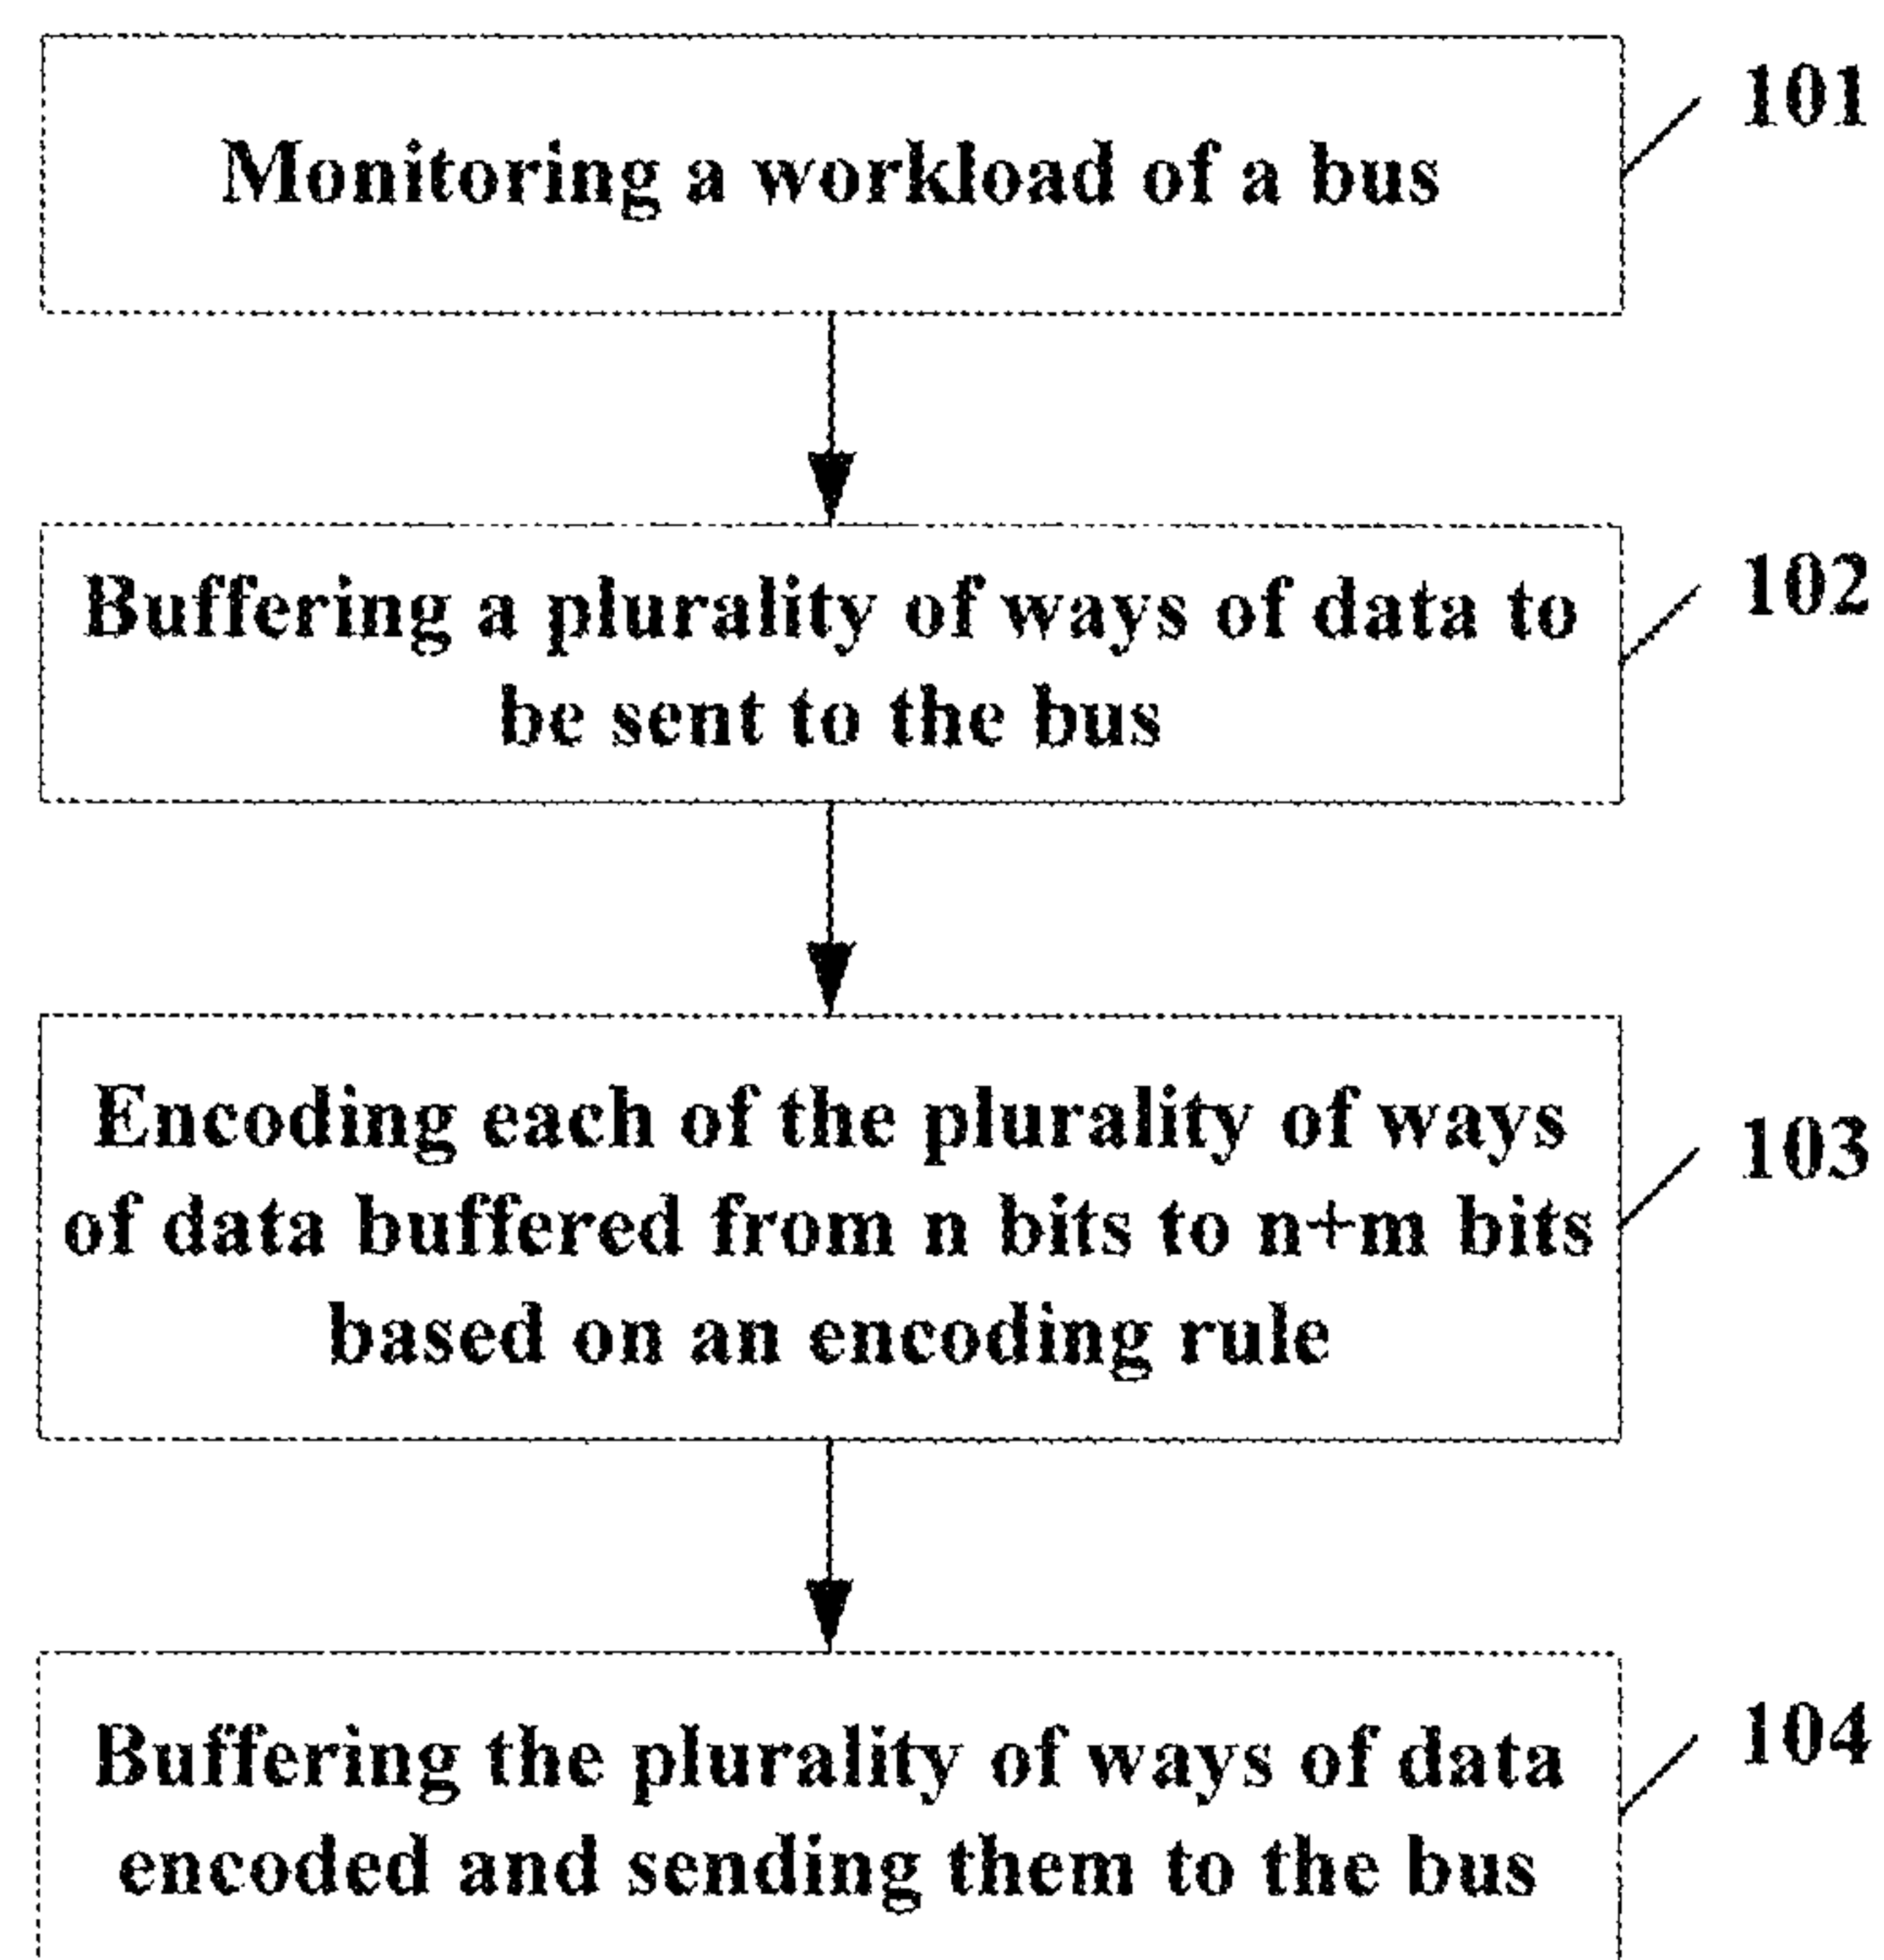 Monitoring a workload of a bus
101
Buffering a plurality of ways of data to
be sent to the bus
102
Encoding each of the plurality of ways
of data buffered from n bits to n+m bits
based on an encoding rule
103
Buffering the plurality of ways of data
encoded and sending them to the bus
104